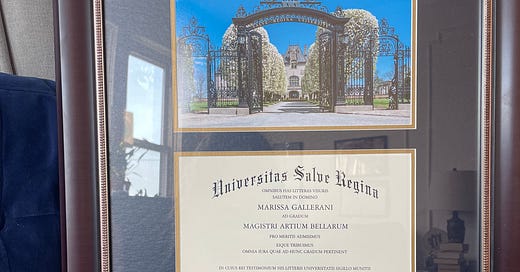 Universitas Salve Regina
OMNIBUS HAS LITTERIS VISURIS
SALUTEM IN DOMINO
MARISSA GALLERANI
AD GRADUM
MAGISTRI ARTIUM BELLARUM
PRO MERITIS ADMISIMUS
EIQUE TRIBUIMUS
OMNIA IURA QUAE AD HUNC GRADUM PERTINENT
IN CUIUS REI TESTIMONIUM HIS LITTERIS UNIVERSITATIS SIGILLO MUNITIS